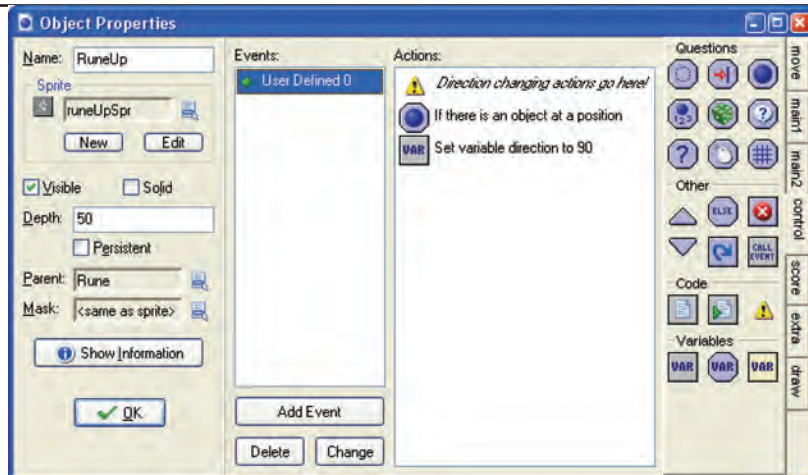 Object Properties
Name: RuneUp
Sprite
runeUpSpr
New Edit
Visible Solid
Depth: 50
Persistent
Parent: Rune
Mask: <same as sprite>
Show Information
OK
Events:
User Defined 0
Add Event
Delete Change
Actions:
Direction changing actions go here!
If there is an object at a position
VAR Set variable direction to 90
Questions
123
?
?
Other
ELSE
CALL
EVENT
Code
Variables
VAR VAR VAR
move
main1
main2
control
score
extra
draw